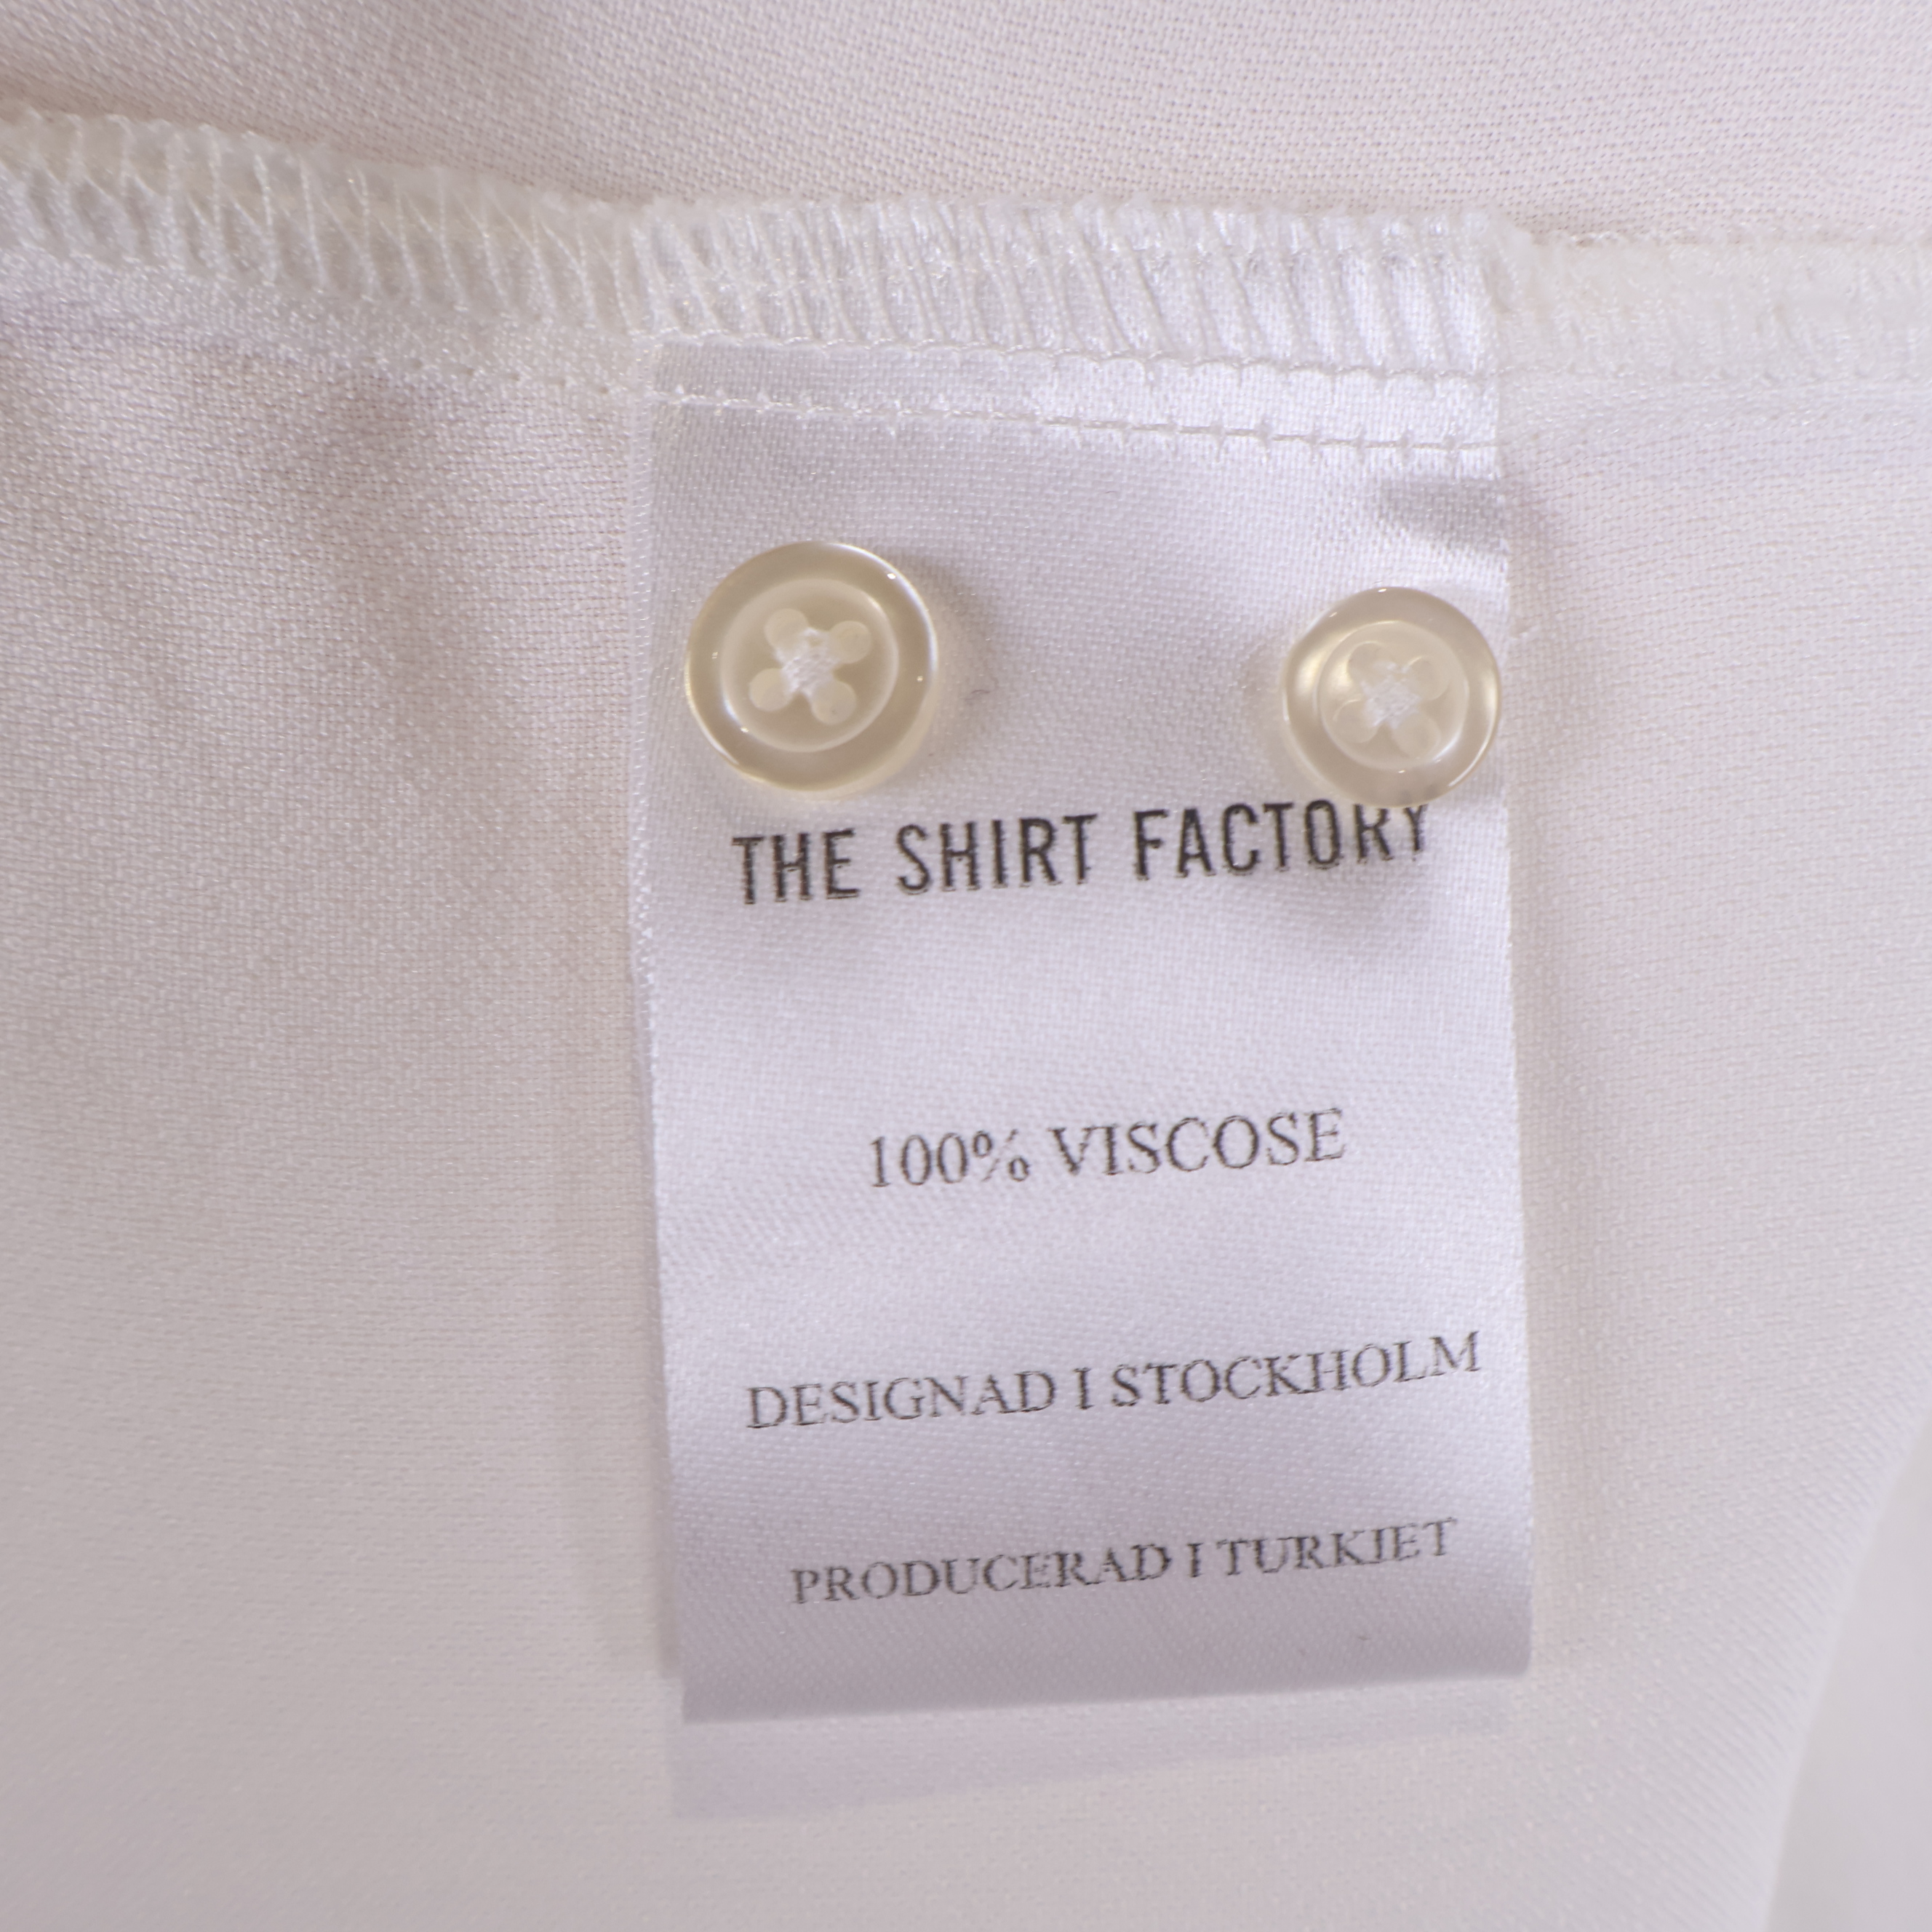 THE SHIRT FACTORY
100% VISCOSE
DESIGNAD I STOCKHOLM
PRODUCERAD I TURKIET